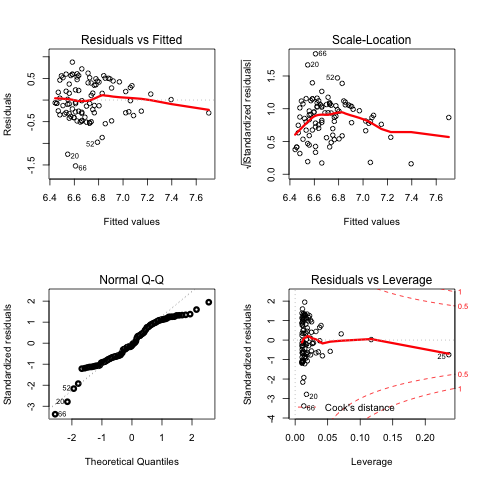 Residuals vs Fitted
Residuals
0.5
-0.5
-1.5
52
20
66
6.4 6.6 6.8 7.0 7.2 7.4 7.6
Fitted values
Scale-Location
√|Standardized residuals|
1.5
1.0
0.5
0.0
66
20
52
6.4 6.6 6.8 7.0 7.2 7.4 7.6
Fitted values
Normal Q-Q
Standardized residuals
2
1
0
-1
-2
-3
52
20
66
-2 -1 0 1 2
Theoretical Quantiles
Residuals vs Leverage
Standardized residuals
2
1
0
-1
-2
-3
-4
1
0.5
25
0.5
1
20
66
Cook's distance
0.00 0.05 0.10 0.15 0.20
Leverage